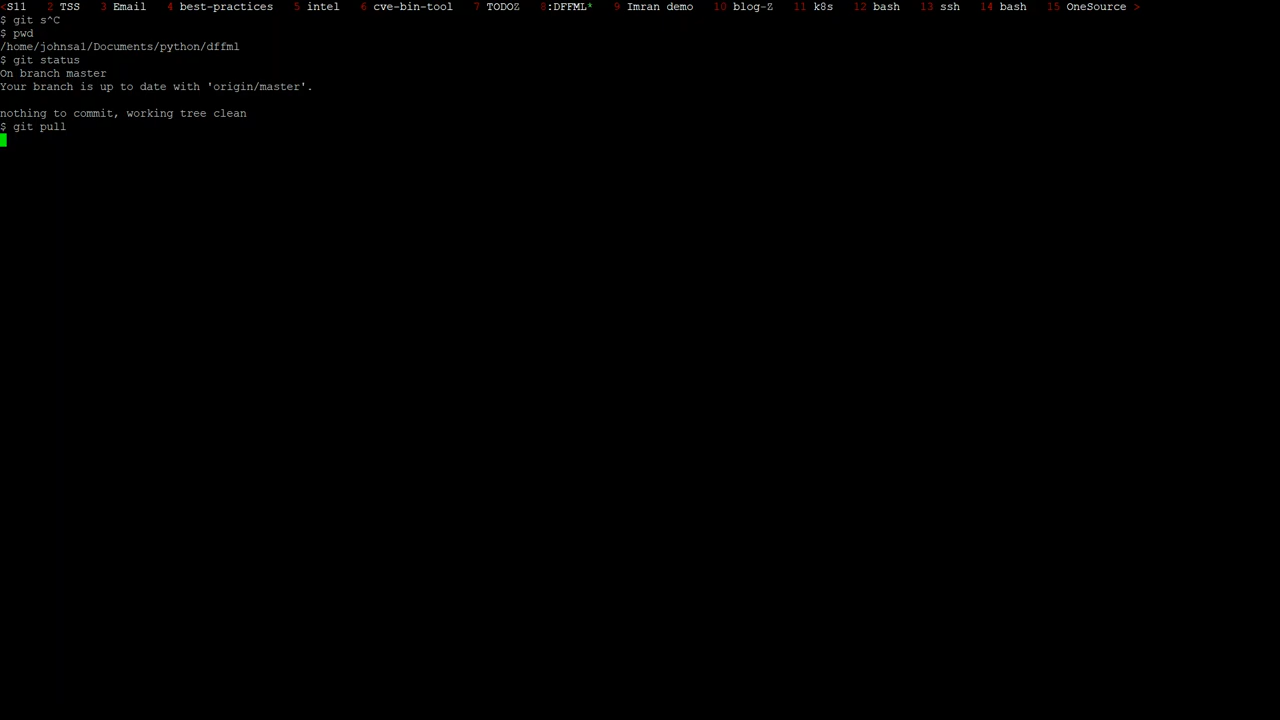 <S11 2 TSS 3 Email 4 best-practices 5 intel 6 cve-bin-tool 7 TODOZ 8:DFFML* 9 Imran demo 10 blog-Z 11 k8s 12 bash 13 ssh 14 bash 15 OneSource >
$ git s^C
$ pwd
/home/johnsa1/Documents/python/dffml
$ git status
On branch master
Your branch is up to date with 'origin/master'.
nothing to commit, working tree clean
$ git pull